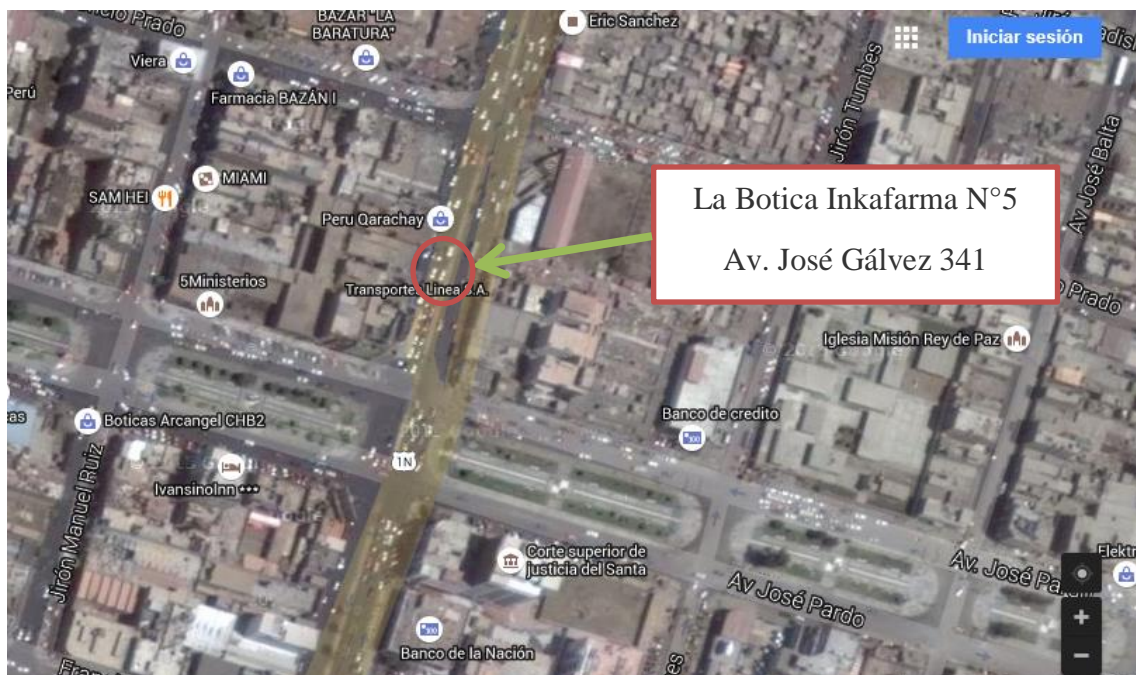 Prado
BAZAR "LA
BARATURA"
Eric Sanchez
Iniciar sesión
Viera
Farmacia BAZÁN I
Perú
Jirón Tumbes
Av José Balta
MIAMI
SAM HEI
Peru Qarachay
La Botica Inkafarma N°5
Av. José Gálvez 341
5Ministerios
Transportes Linea S.A.
Prado
Iglesia Misión Rey de Paz
Banco de credito
Boticas Arcangel CHB2
1N
IvansinoInn •••
Jirón Manuel Ruiz
Corte superior de
justicia del Santa
Av José Pardo
Av. José Pa
Elektr
Banco de la Nación
+
−